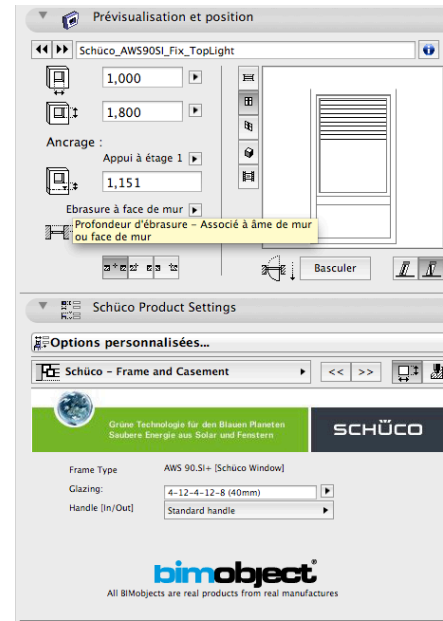 Prévisualisation et position
Schüco_AWS90SI_Fix_TopLight
1,000
1,800
Ancrage :
Appui à étage 1
1,151
Ebrasure à face de mur
Profondeur d'ébrasure – Associé à âme de mur
ou face de mur
Basculer
Schüco Product Settings
Options personnalisées...
Schüco – Frame and Casement
<< >>
Grüne Technologie für den Blauen Planeten
Saubere Energie aus Solar und Fenstern
SCHÜCO
Frame Type AWS 90.SI+ [Schüco Window]
Glazing: 4-12-4-12-8 (40mm)
Handle [In/Out] Standard handle
bimobject®
All BIMobjects are real products from real manufactures